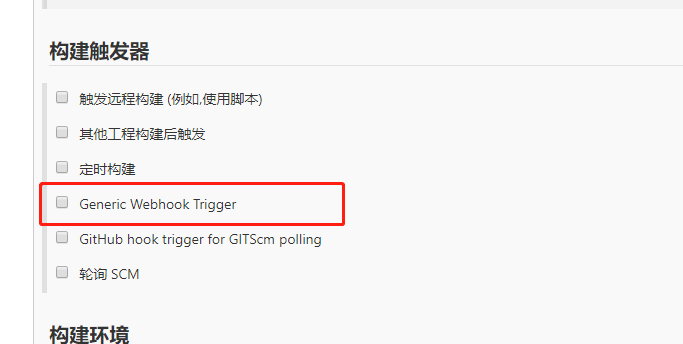 构建触发器
触发远程构建 (例如,使用脚本)
其他工程构建后触发
定时构建
Generic Webhook Trigger
GitHub hook trigger for GITScm polling
轮询 SCM
构建环境